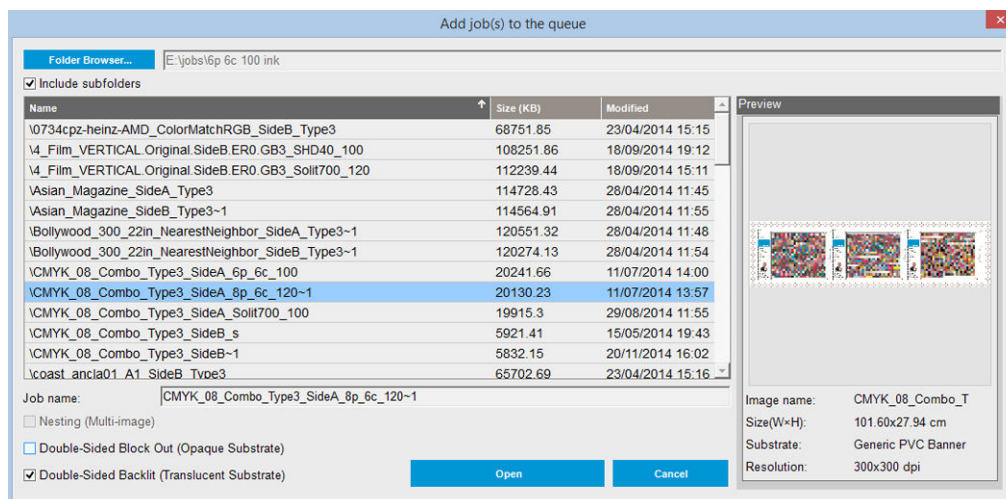 Add job(s) to the queue
Folder Browser... E:\jobs\6p 6c 100 ink
Include subfolders
Name Size (KB) Modified
\0734cpz-heinz-AMD_ColorMatchRGB_SideB_Type3 68751.85 23/04/2014 15:15
\4_Film_VERTICAL.Original.SideB.ER0.GB3_SHD40_100 108251.86 18/09/2014 19:12
\4_Film_VERTICAL.Original.SideB.ER0.GB3_Solit700_120 112239.44 18/09/2014 15:11
\Asian_Magazine_SideA_Type3 114728.43 28/04/2014 11:45
\Asian_Magazine_SideB_Type3~1 114564.91 28/04/2014 11:55
\Bollywood_300_22in_NearestNeighbor_SideA_Type3~1 120551.32 28/04/2014 11:48
\Bollywood_300_22in_NearestNeighbor_SideB_Type3~1 120274.13 28/04/2014 11:54
\CMYK_08_Combo_Type3_SideA_6p_6c_100 20241.66 11/07/2014 14:00
\CMYK_08_Combo_Type3_SideA_8p_6c_120~1 20130.23 11/07/2014 13:57
\CMYK_08_Combo_Type3_SideA_Solit700_100 19915.3 29/08/2014 11:55
\CMYK_08_Combo_Type3_SideB_s 5921.41 15/05/2014 19:43
\CMYK_08_Combo_Type3_SideB~1 5832.15 20/11/2014 16:02
\coast_ancla01_A1_SideB_Type3 65702.69 23/04/2014 15:16
Job name: CMYK_08_Combo_Type3_SideA_8p_6c_120~1
Nesting (Multi-image)
Double-Sided Block Out (Opaque Substrate)
Double-Sided Backlit (Translucent Substrate)
Open Cancel
Preview
Image name: CMYK_08_Combo_T
Size(W×H): 101.60x27.94 cm
Substrate: Generic PVC Banner
Resolution: 300x300 dpi